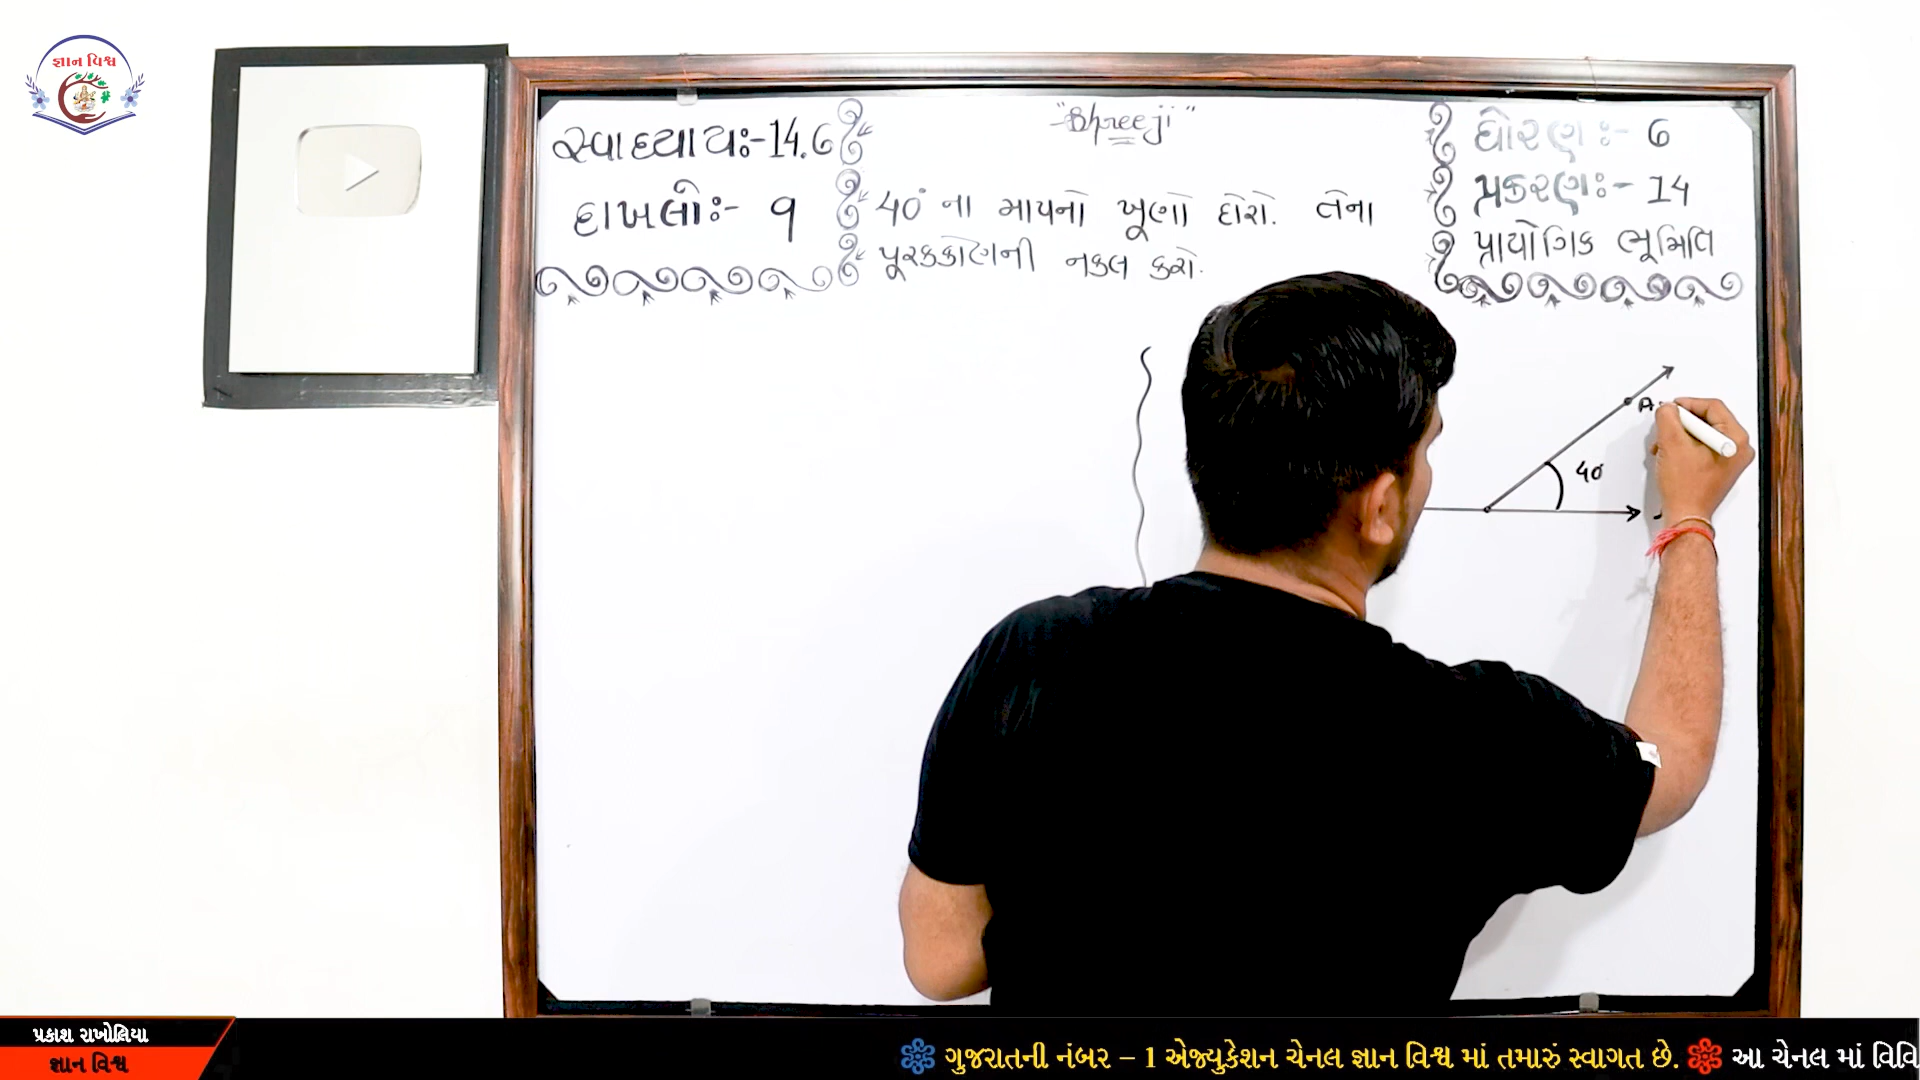 જ્ઞાન વિશ્વ
સ્વાધ્યાયઃ-14.6
દાખલોઃ- ૧
"Shreeji"
40° ના માપનો ખૂણો દોરો. તેના
પૂરકકોણની નકલ કરો.
ધોરણઃ- 6
પ્રકરણઃ- 14
પ્રાયોગિક ભૂમિતિ
A
40
પ્રકાશ રાખોલિયા
જ્ઞાન વિશ્વ
ગુજરાતની નંબર – 1 એજ્યુકેશન ચેનલ જ્ઞાન વિશ્વ માં તમારું સ્વાગત છે. આ ચેનલ માં વિવિ